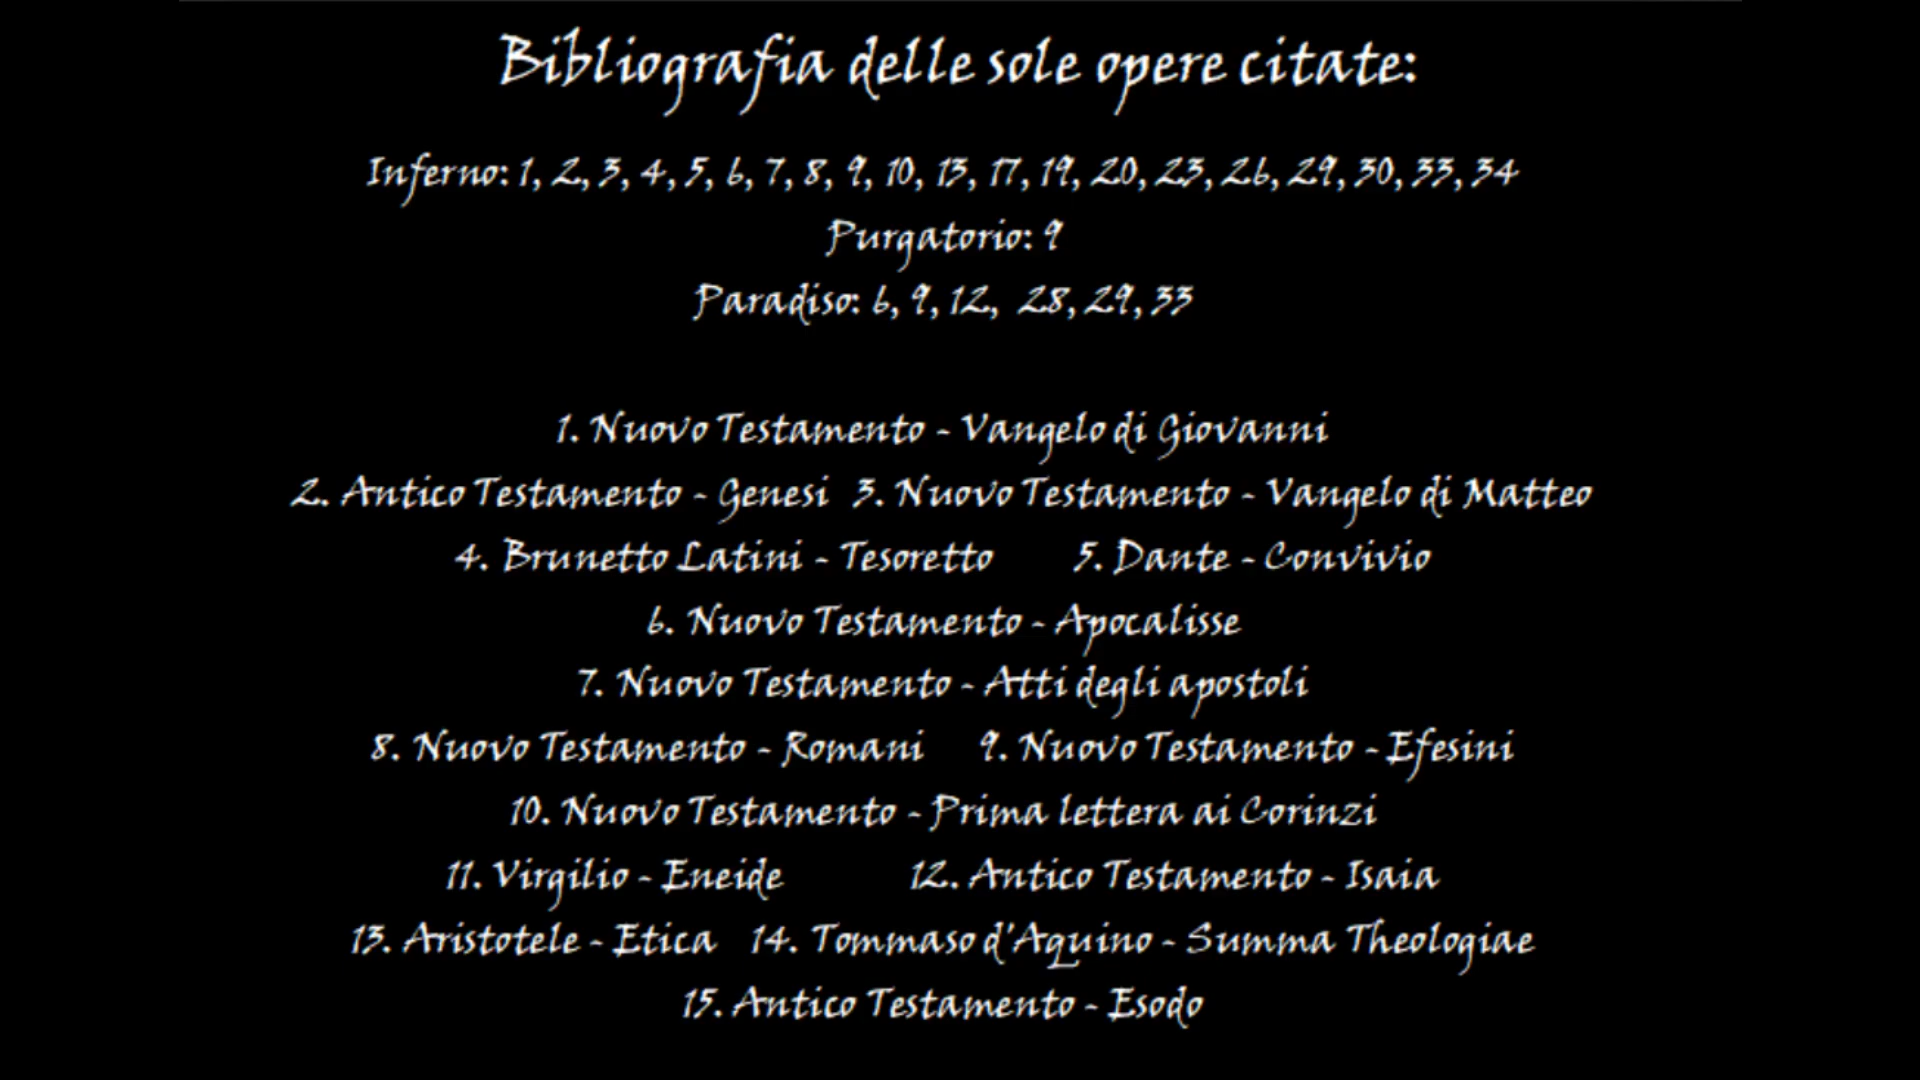 Bibliografia delle sole opere citate:
Inferno: 1, 2, 3, 4, 5, 6, 7, 8, 9, 10, 13, 17, 19, 20, 23, 26, 29, 30, 33, 34
Purgatorio: 9
Paradiso: 6, 9, 12, 28, 29, 33
1. Nuovo Testamento - Vangelo di Giovanni
2. Antico Testamento - Genesi 3. Nuovo Testamento - Vangelo di Matteo
4. Brunetto Latini - Tesoretto 5. Dante - Convivio
6. Nuovo Testamento - Apocalisse
7. Nuovo Testamento - Atti degli apostoli
8. Nuovo Testamento - Romani 9. Nuovo Testamento - Efesini
10. Nuovo Testamento - Prima lettera ai Corinzi
11. Virgilio - Eneide 12. Antico Testamento - Isaia
13. Aristotele - Etica 14. Tommaso d'Aquino - Summa Theologiae
15. Antico Testamento - Esodo